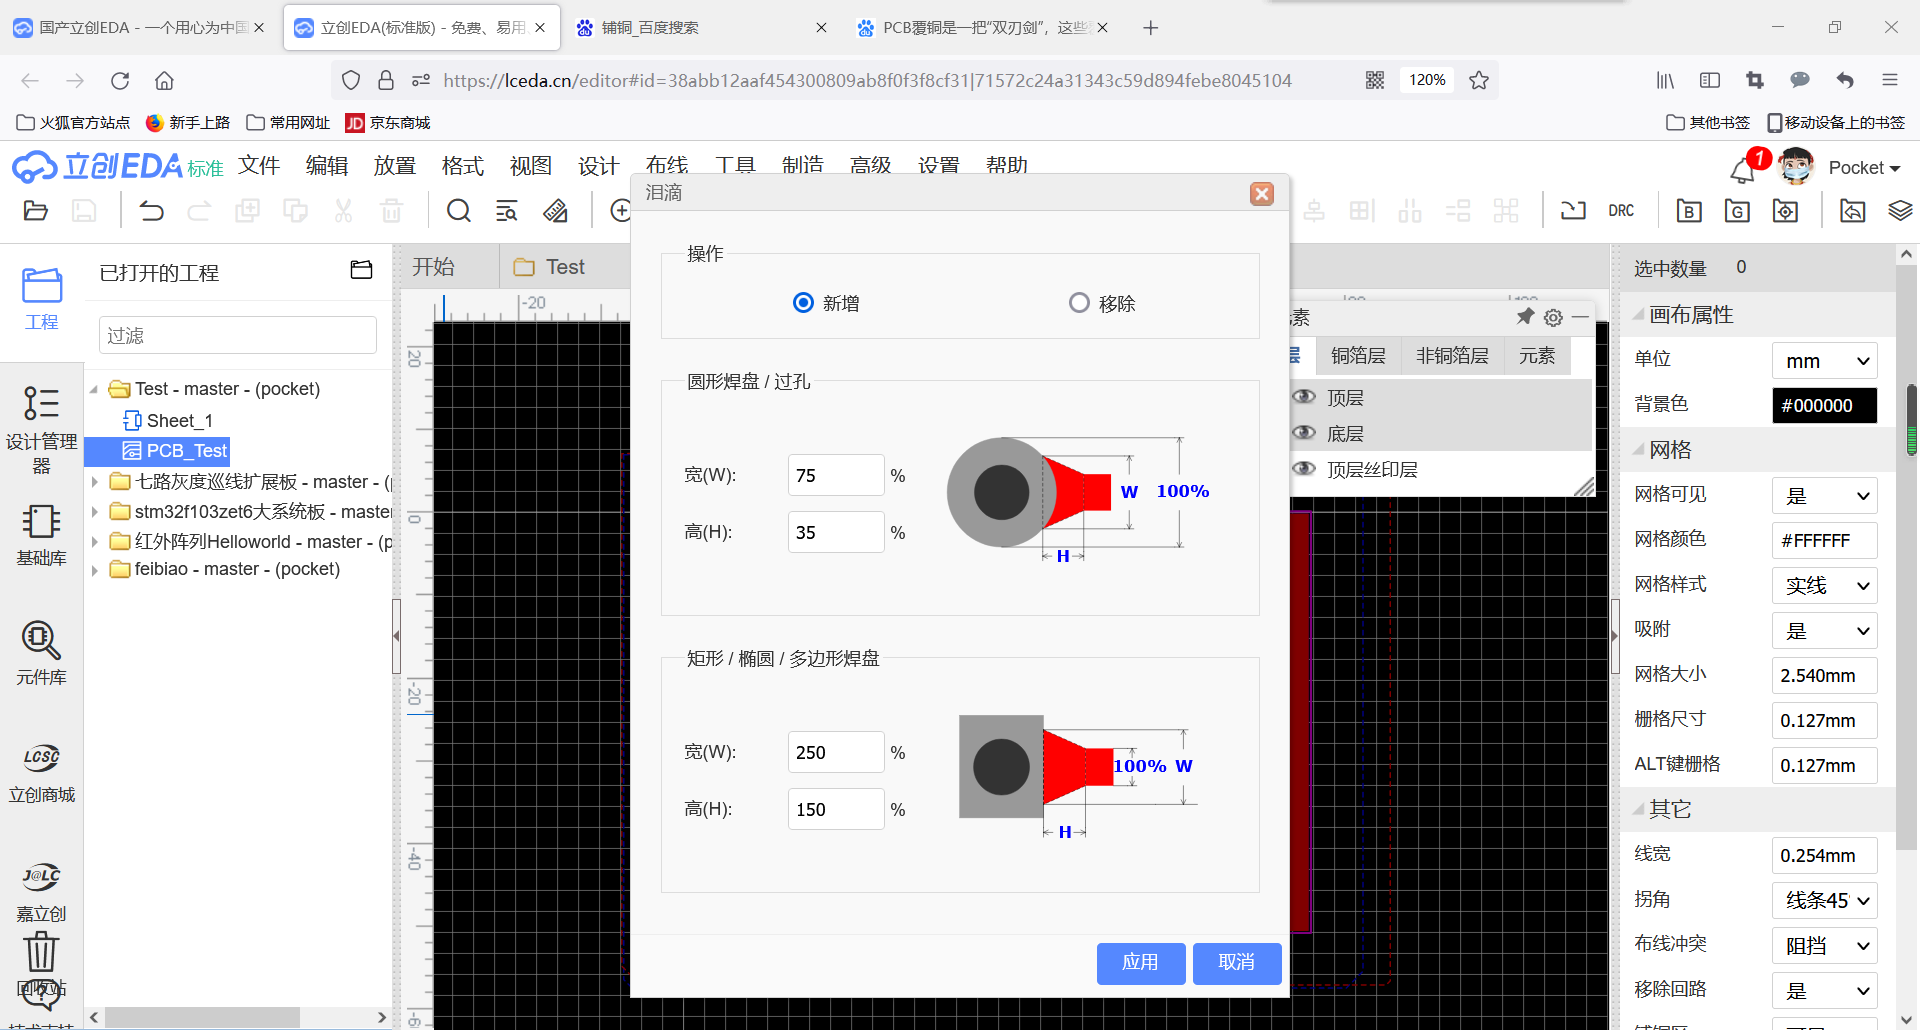 国产立创EDA - 一个用心为中国
立创EDA(标准版) - 免费、易用
铺铜_百度搜索
PCB覆铜是一把“双刃剑”，这些
https://lceda.cn/editor#id=38abb12aaf454300809ab8f0f3f8cf31|71572c24a31343c59d894febe8045104
120%
火狐官方站点
新手上路
常用网址
JD 京东商城
其他书签
移动设备上的书签
立创EDA 标准
文件 编辑 放置 格式 视图 设计 布线 工具 制造 高级 设置 帮助
1
Pocket
DRC
B
G
泪滴
操作
新增
移除
圆形焊盘 / 过孔
宽(W): 75 %
高(H): 35 %
W 100%
H
矩形 / 椭圆 / 多边形焊盘
宽(W): 250 %
高(H): 150 %
100% W
H
应用
取消
工程
设计管理器
基础库
元件库
LCSC
立创商城
J@LC
嘉立创
回收站
已打开的工程
过滤
Test - master - (pocket)
Sheet_1
PCB_Test
七路灰度巡线扩展板 - master - (
stm32f103zet6大系统板 - master
红外阵列Helloworld - master - (p
feibiao - master - (pocket)
开始
Test
-20
20
0
-20
-40
素
层
铜箔层
非铜箔层
元素
顶层
底层
顶层丝印层
选中数量 0
画布属性
单位 mm
背景色 #000000
网格
网格可见 是
网格颜色 #FFFFFF
网格样式 实线
吸附 是
网格大小 2.540mm
栅格尺寸 0.127mm
ALT键栅格 0.127mm
其它
线宽 0.254mm
拐角 线条45°
布线冲突 阻挡
移除回路 是